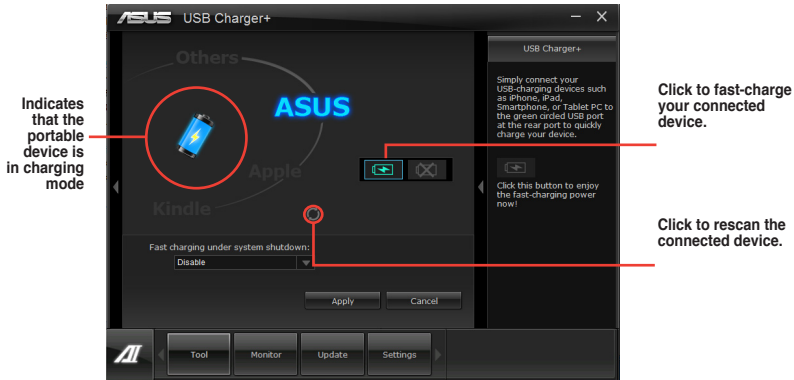 ASUS USB Charger+
Others
ASUS
Apple
Kindle
Fast charging under system shutdown:
Disable
Apply
Cancel
USB Charger+
Simply connect your
USB-charging devices such
as iPhone, iPad,
Smartphone, or Tablet PC to
the green circled USB port
at the rear port to quickly
charge your device.
Click this button to enjoy
the fast-charging power
now!
Tool
Monitor
Update
Settings
Indicates
that the
portable
device is
in charging
mode
Click to fast-charge
your connected
device.
Click to rescan the
connected device.